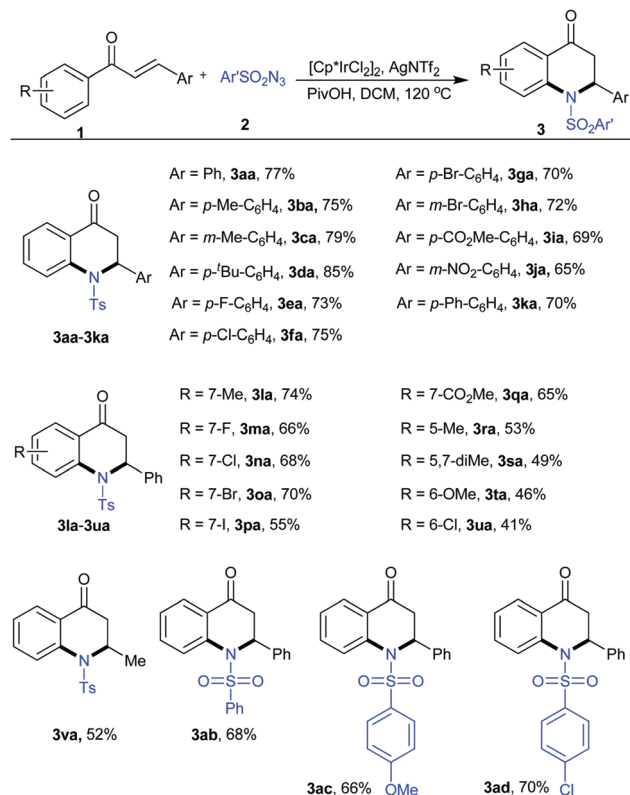 O
R
Ar
+
Ar'SO2N3
[Cp*IrCl2]2, AgNTf2
PivOH, DCM, 120 oC
O
R
N
Ar
SO2Ar'
1
2
3
O
N
Ar
Ts
3aa-3ka
Ar = Ph, 3aa, 77%
Ar = p-Me-C6H4, 3ba, 75%
Ar = m-Me-C6H4, 3ca, 79%
Ar = p-tBu-C6H4, 3da, 85%
Ar = p-F-C6H4, 3ea, 73%
Ar = p-Cl-C6H4, 3fa, 75%
Ar = p-Br-C6H4, 3ga, 70%
Ar = m-Br-C6H4, 3ha, 72%
Ar = p-CO2Me-C6H4, 3ia, 69%
Ar = m-NO2-C6H4, 3ja, 65%
Ar = p-Ph-C6H4, 3ka, 70%
O
R
N
Ph
Ts
3la-3ua
R = 7-Me, 3la, 74%
R = 7-F, 3ma, 66%
R = 7-Cl, 3na, 68%
R = 7-Br, 3oa, 70%
R = 7-I, 3pa, 55%
R = 7-CO2Me, 3qa, 65%
R = 5-Me, 3ra, 53%
R = 5,7-diMe, 3sa, 49%
R = 6-OMe, 3ta, 46%
R = 6-Cl, 3ua, 41%
O
N
Me
Ts
3va, 52%
O
N
Ph
O=S=O
Ph
3ab, 68%
O
N
Ph
O=S=O
OMe
3ac, 66%
O
N
Ph
O=S=O
Cl
3ad, 70%